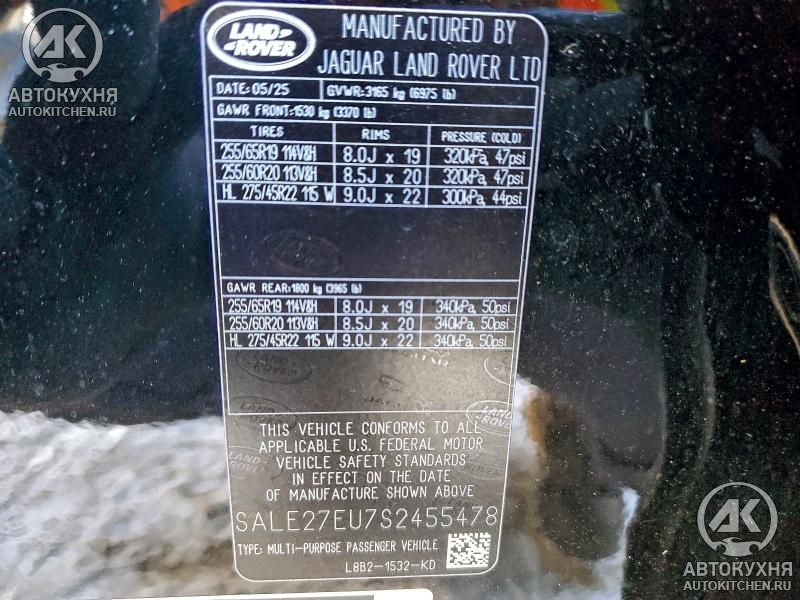 AK
АВТОКУХНЯ
AUTOKITCHEN.RU
LAND ROVER
MANUFACTURED BY
JAGUAR LAND ROVER LTD
DATE: 05/25 GVWR: 3165 kg (6975 lb)
GAWR FRONT: 1530 kg (3370 lb)
TIRES RIMS PRESSURE (COLD)
255/65R19 114V&H 8.0J x 19 320kPa, 47psi
255/60R20 113V&H 8.5J x 20 320kPa, 47psi
HL 275/45R22 115 W 9.0J x 22 300kPa, 44psi
GAWR REAR: 1800 kg (3965 lb)
255/65R19 114V&H 8.0J x 19 340kPa, 50psi
255/60R20 113V&H 8.5J x 20 340kPa, 50psi
HL 275/45R22 115 W 9.0J x 22 340kPa, 50psi
THIS VEHICLE CONFORMS TO ALL
APPLICABLE U.S. FEDERAL MOTOR
VEHICLE SAFETY STANDARDS
IN EFFECT ON THE DATE
OF MANUFACTURE SHOWN ABOVE
SALE27EU7S2455478
TYPE: MULTI-PURPOSE PASSENGER VEHICLE
L8B2-1532-KD
AK
АВТОКУХНЯ
AUTOKITCHEN.RU